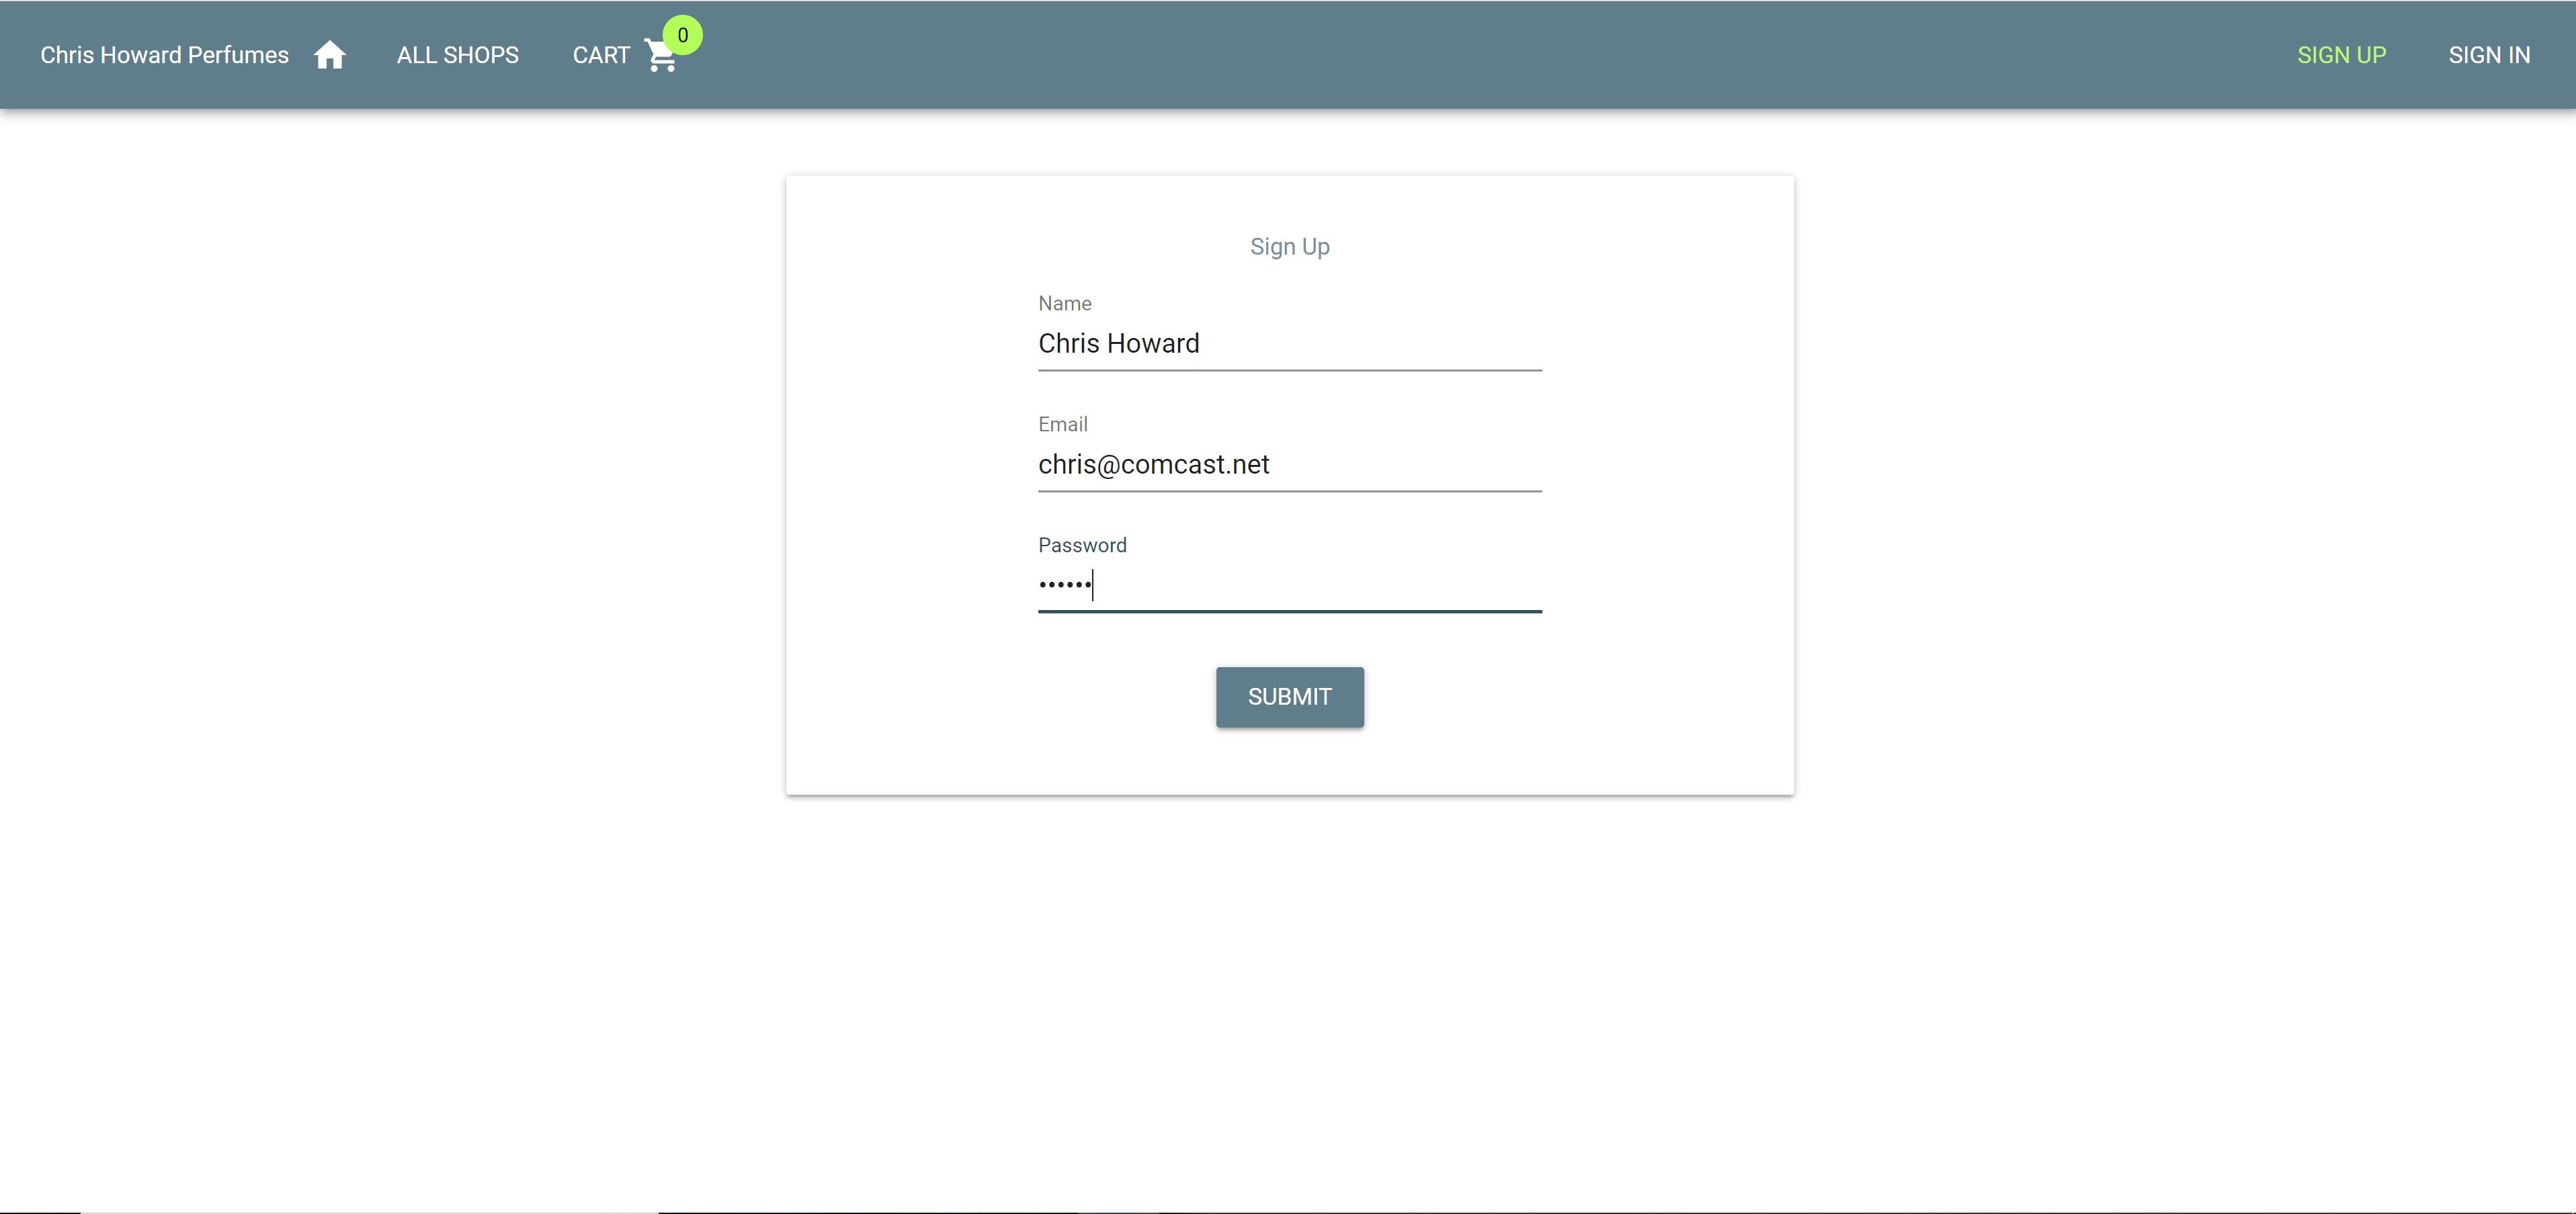 Chris Howard Perfumes ALL SHOPS CART 0 SIGN UP SIGN IN
Sign Up
Name
Chris Howard
Email
chris@comcast.net
Password
••••••
SUBMIT